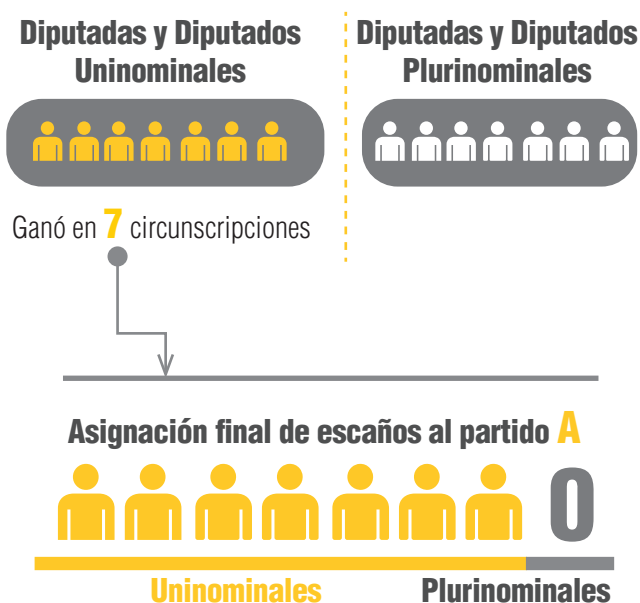 Diputadas y Diputados
Uninominales
Diputadas y Diputados
Plurinominales
Ganó en 7 circunscripciones
Asignación final de escaños al partido A
0
Uninominales
Plurinominales